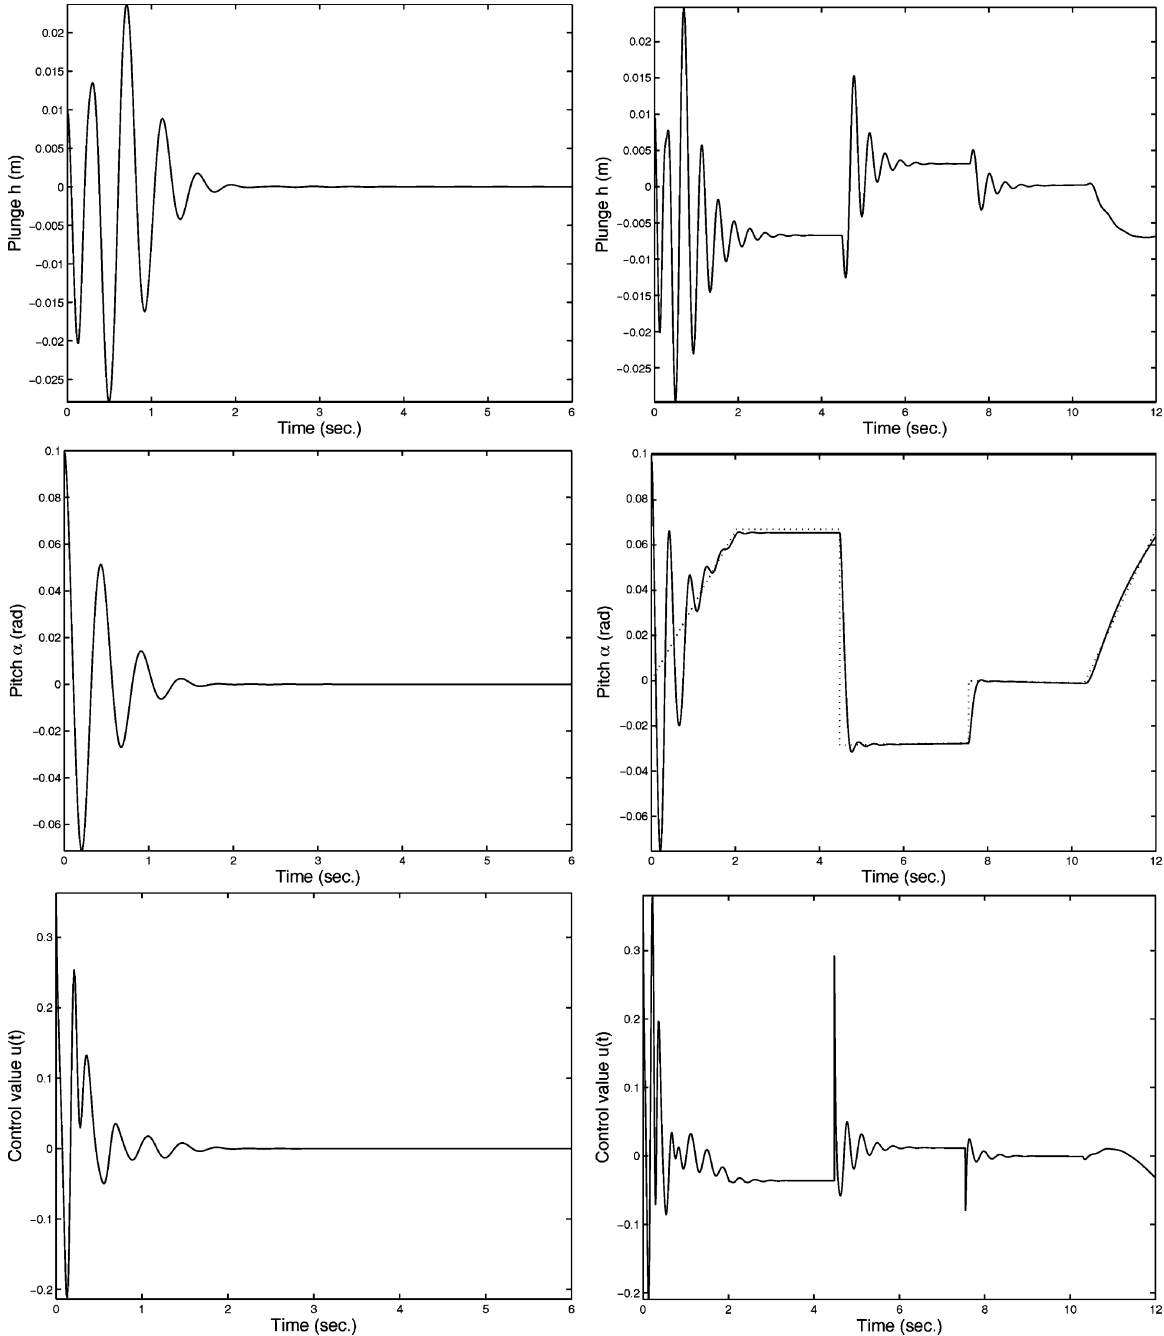 0.02
0.015
0.01
0.005
0
−0.005
−0.01
−0.015
−0.02
−0.025
Plunge h (m)
0 1 2 3 4 5 6
Time (sec.)
0.02
0.015
0.01
0.005
0
−0.005
−0.01
−0.015
−0.02
−0.025
Plunge h (m)
0 2 4 6 8 10 12
Time (sec.)
0.1
0.08
0.06
0.04
0.02
0
−0.02
−0.04
−0.06
Pitch α (rad)
0 1 2 3 4 5 6
Time (sec.)
0.1
0.08
0.06
0.04
0.02
0
−0.02
−0.04
−0.06
Pitch α (rad)
0 2 4 6 8 10 12
Time (sec.)
0.3
0.2
0.1
0
−0.1
−0.2
Control value u(t)
0 1 2 3 4 5 6
Time (sec.)
0.3
0.2
0.1
0
−0.1
−0.2
Control value u(t)
0 2 4 6 8 10 12
Time (sec.)